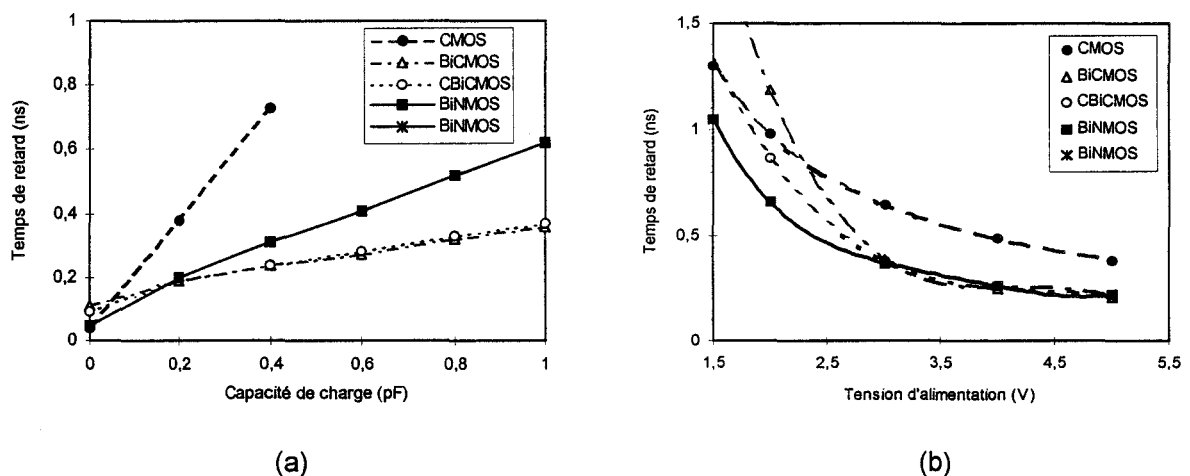 1
0,8
0,6
0,4
0,2
0
Temps de retard (ns)
CMOS
BiCMOS
CBiCMOS
BiNMOS
BiNMOS
0 0,2 0,4 0,6 0,8 1
Capacité de charge (pF)
(a)
1,5
1
0,5
0
Temps de retard (ns)
CMOS
BiCMOS
CBiCMOS
BiNMOS
BiNMOS
1,5 2,5 3,5 4,5 5,5
Tension d'alimentation (V)
(b)